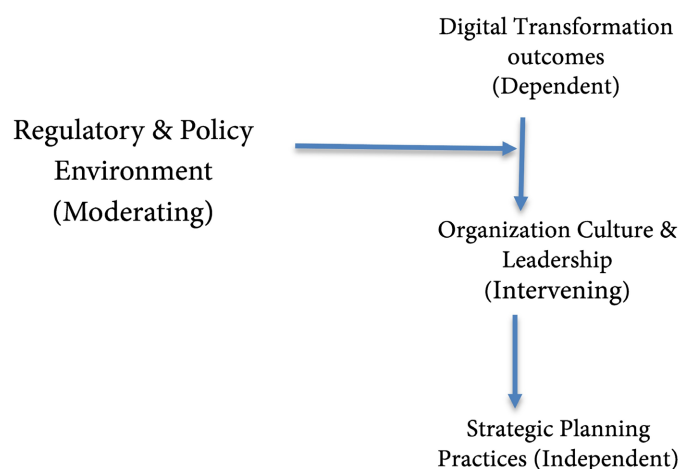 Digital Transformation
outcomes
(Dependent)
Regulatory & Policy
Environment
(Moderating)
Organization Culture &
Leadership
(Intervening)
Strategic Planning
Practices (Independent)